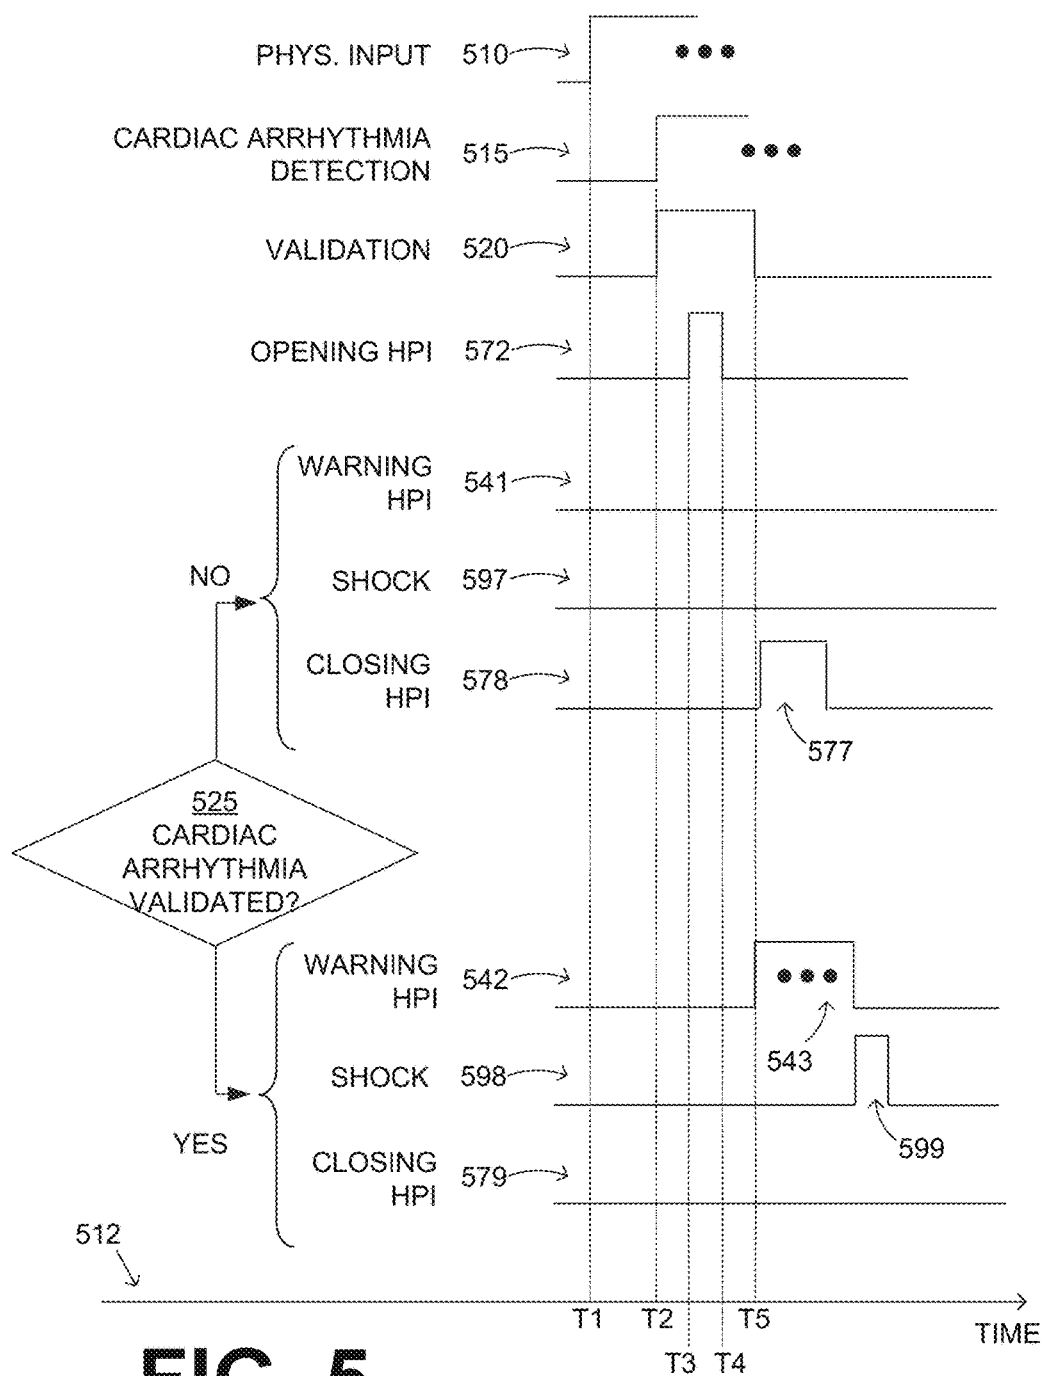 PHYS. INPUT 510
CARDIAC ARRHYTHMIA
DETECTION 515
VALIDATION 520
OPENING HPI 572
WARNING
HPI 541
NO
SHOCK 597
CLOSING
HPI 578
577
525
CARDIAC
ARRHYTHMIA
VALIDATED?
WARNING
HPI 542
543
SHOCK 598
599
YES
CLOSING
HPI 579
512
T1 T2 T5
TIME
T3 T4
FIG. 5